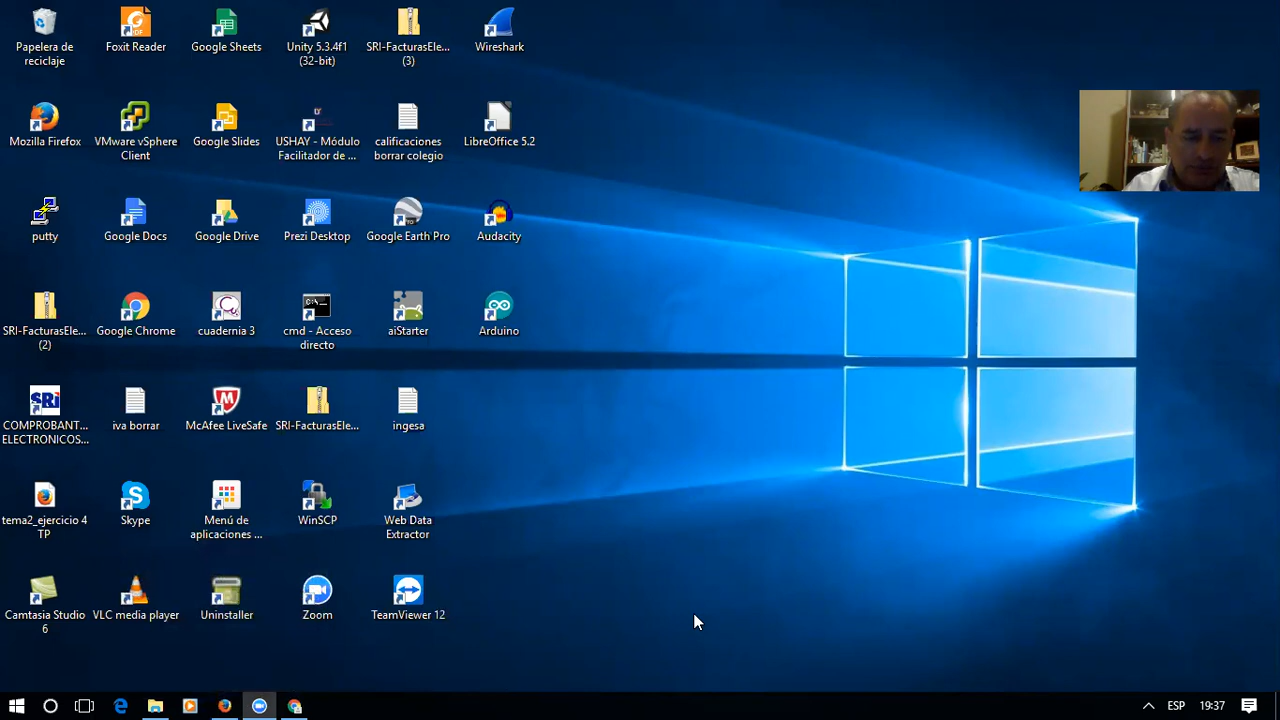 Papelera de
reciclaje
Foxit Reader
Google Sheets
Unity 5.3.4f1
(32-bit)
SRI-FacturasEle...
(3)
Wireshark
Mozilla Firefox
VMware vSphere
Client
Google Slides
USHAY - Módulo
Facilitador de ...
calificaciones
borrar colegio
LibreOffice 5.2
putty
Google Docs
Google Drive
Prezi Desktop
Google Earth Pro
Audacity
SRI-FacturasEle...
(2)
Google Chrome
cuadernia 3
cmd - Acceso
directo
aiStarter
Arduino
SRi
COMPROBANT...
ELECTRONICOS...
iva borrar
McAfee LiveSafe
SRI-FacturasEle...
ingesa
tema2_ejercicio 4
TP
Skype
Menú de
aplicaciones ...
WinSCP
Web Data
Extractor
Camtasia Studio
6
VLC media player
Uninstaller
Zoom
TeamViewer 12
ESP
19:37